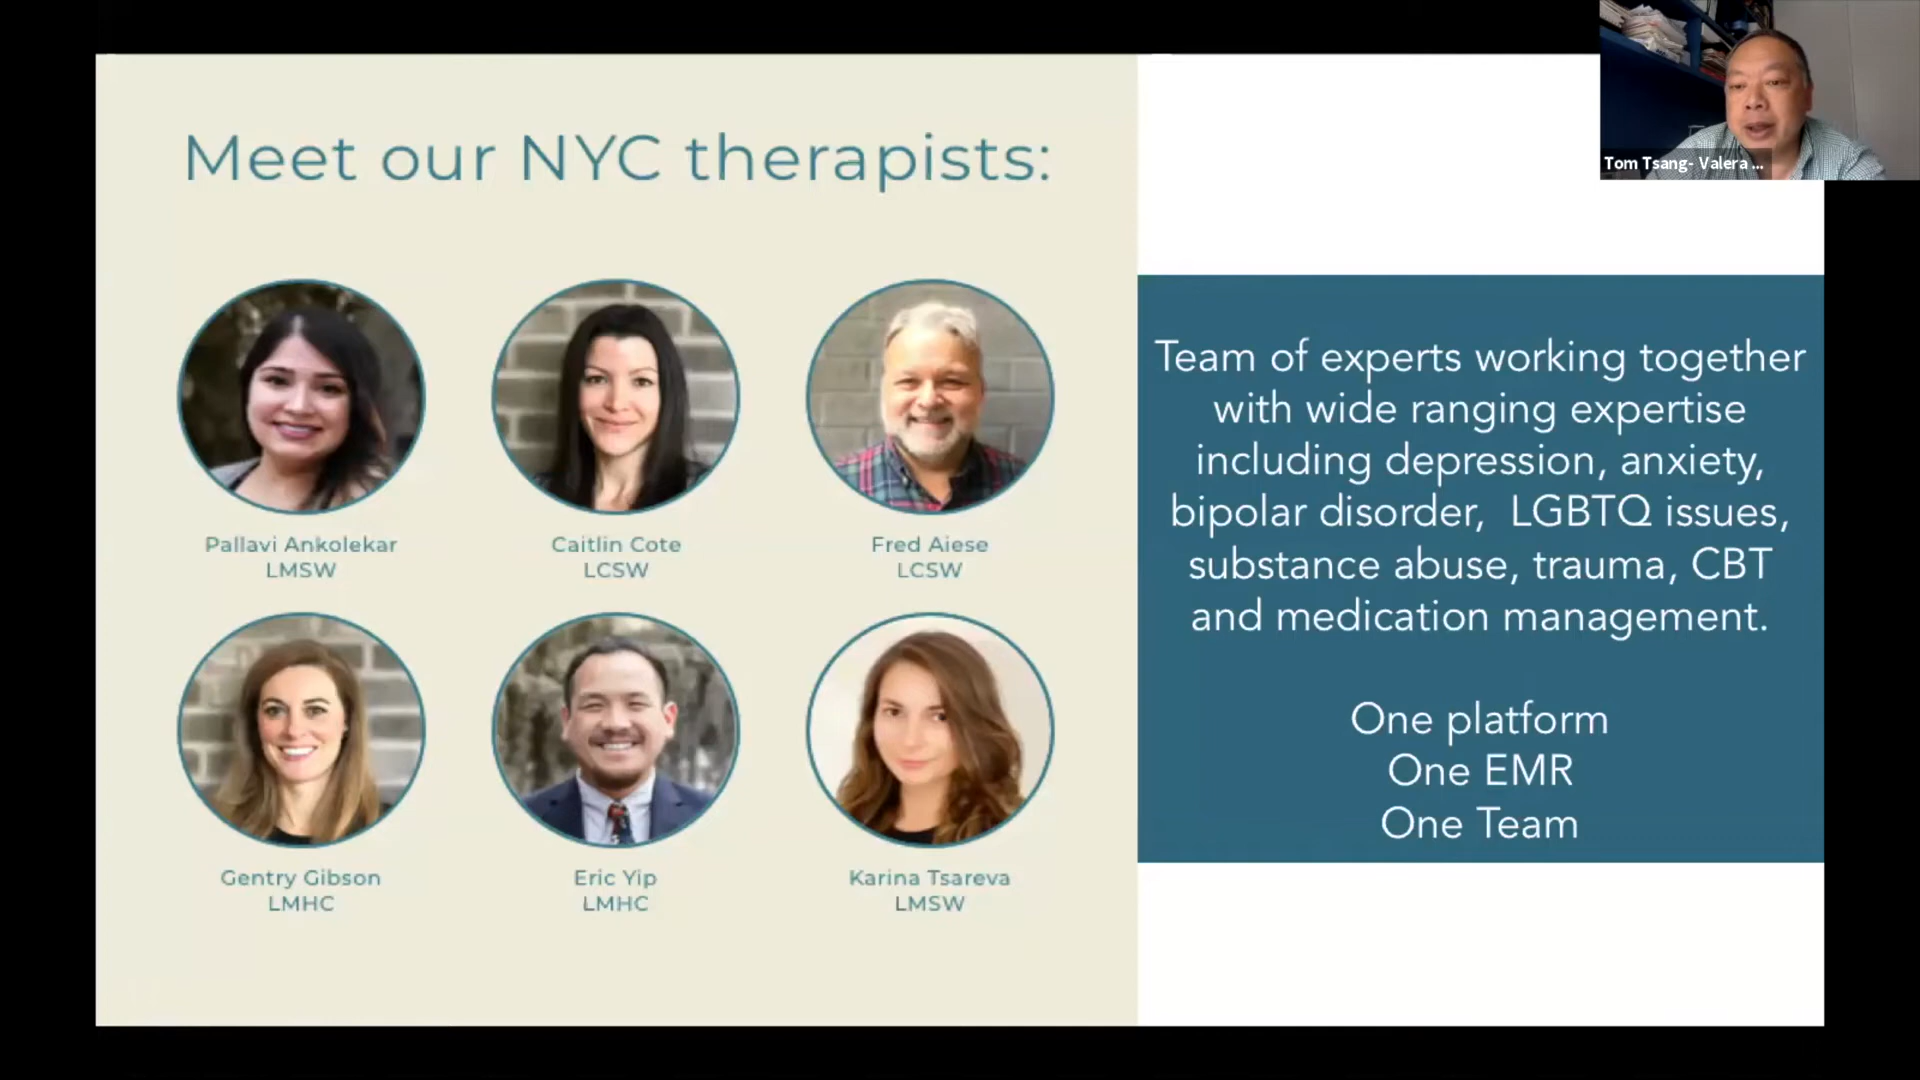 Meet our NYC therapists:
Pallavi Ankolekar
LMSW
Caitlin Cote
LCSW
Fred Aiese
LCSW
Gentry Gibson
LMHC
Eric Yip
LMHC
Karina Tsareva
LMSW
Tom Tsang- Valera ...
Team of experts working together
with wide ranging expertise
including depression, anxiety,
bipolar disorder, LGBTQ issues,
substance abuse, trauma, CBT
and medication management.
One platform
One EMR
One Team